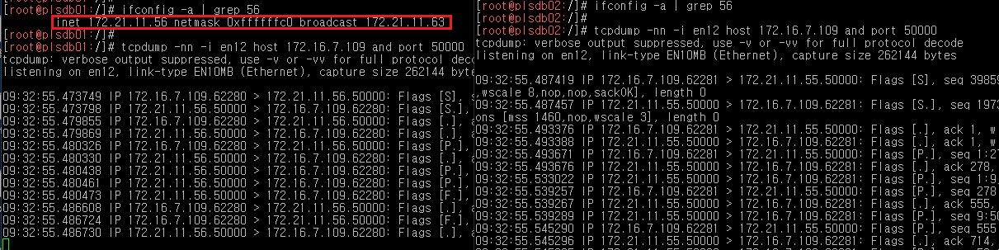 [root@plsdb01:/]# ifconfig -a | grep 56
inet 172.21.11.56 netmask 0xffffffc0 broadcast 172.21.11.63
[root@plsdb01:/]#
[root@plsdb01:/]# tcpdump -nn -i en12 host 172.16.7.109 and port 50000
tcpdump: verbose output suppressed, use -v or -vv for full protocol deco
listening on en12, link-type EN10MB (Ethernet), capture size 262144 byte
09:32:55.473749 IP 172.16.7.109.62280 > 172.21.11.56.50000: Flags [S],
09:32:55.473798 IP 172.21.11.56.50000 > 172.16.7.109.62280: Flags [S.],
09:32:55.479855 IP 172.16.7.109.62280 > 172.21.11.56.50000: Flags [.],
09:32:55.479869 IP 172.21.11.56.50000 > 172.16.7.109.62280: Flags [.],
09:32:55.480326 IP 172.16.7.109.62280 > 172.21.11.56.50000: Flags [P.],
09:32:55.480330 IP 172.21.11.56.50000 > 172.16.7.109.62280: Flags [.],
09:32:55.480438 IP 172.21.11.56.50000 > 172.16.7.109.62280: Flags [P.],
09:32:55.480461 IP 172.21.11.56.50000 > 172.16.7.109.62280: Flags [P.],
09:32:55.480473 IP 172.21.11.56.50000 > 172.16.7.109.62280: Flags [F.],
09:32:55.486608 IP 172.16.7.109.62280 > 172.21.11.56.50000: Flags [.],
09:32:55.486724 IP 172.16.7.109.62280 > 172.21.11.56.50000: Flags [F.],
09:32:55.486730 IP 172.21.11.56.50000 > 172.16.7.109.62280: Flags [.],
[root@plsdb02:/]# ifconfig -a | grep 56
[root@plsdb02:/]#
[root@plsdb02:/]# tcpdump -nn -i en12 host 172.16.7.109 and port 50000
tcpdump: verbose output suppressed, use -v or -vv for full protocol decode
listening on en12, link-type EN10MB (Ethernet), capture size 262144 bytes
09:32:55.487419 IP 172.16.7.109.62281 > 172.21.11.55.50000: Flags [S], seq 39859
,wscale 8,nop,nop,sackOK], length 0
09:32:55.487457 IP 172.21.11.55.50000 > 172.16.7.109.62281: Flags [S.], seq 1973
ons [mss 1460,nop,wscale 3], length 0
09:32:55.493376 IP 172.16.7.109.62281 > 172.21.11.55.50000: Flags [.], ack 1, w
09:32:55.493388 IP 172.21.11.55.50000 > 172.16.7.109.62281: Flags [.], ack 1, w
09:32:55.493671 IP 172.16.7.109.62281 > 172.21.11.55.50000: Flags [P.], seq 1:27
09:32:55.493676 IP 172.21.11.55.50000 > 172.16.7.109.62281: Flags [.], ack 278,
09:32:55.533022 IP 172.21.11.55.50000 > 172.16.7.109.62281: Flags [P.], seq 1:9,
09:32:55.539257 IP 172.16.7.109.62281 > 172.21.11.55.50000: Flags [P.], seq 278
09:32:55.539267 IP 172.21.11.55.50000 > 172.16.7.109.62281: Flags [.], ack 555,
09:32:55.539297 IP 172.21.11.55.50000 > 172.16.7.109.62281: Flags [P.], seq 9:50
09:32:55.545290 IP 172.16.7.109.62281 > 172.21.11.55.50000: Flags [P.], seq 555
09:32:55.545296 IP 172.21.11.55.50000 > 172.16.7.109.62281: Flags [.], ack 714,